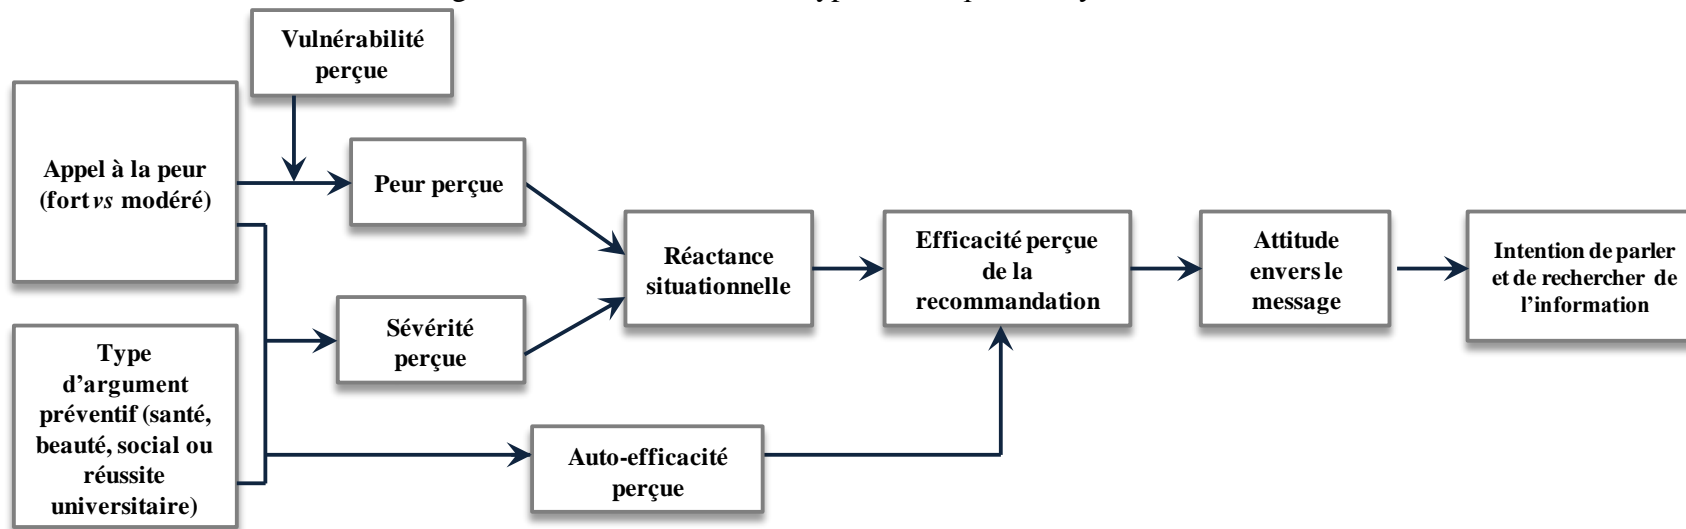 Vulnérabilité
perçue
Appel à la peur
(fort vs modéré)
Peur perçue
Réactance
situationnelle
Efficacité perçue
de la
recommandation
Attitude
envers le
message
Intention de parler
et de rechercher de
l’information
Sévérité
perçue
Type
d’argument
préventif (santé,
beauté, social ou
réussite
universitaire)
Auto-efficacité
perçue